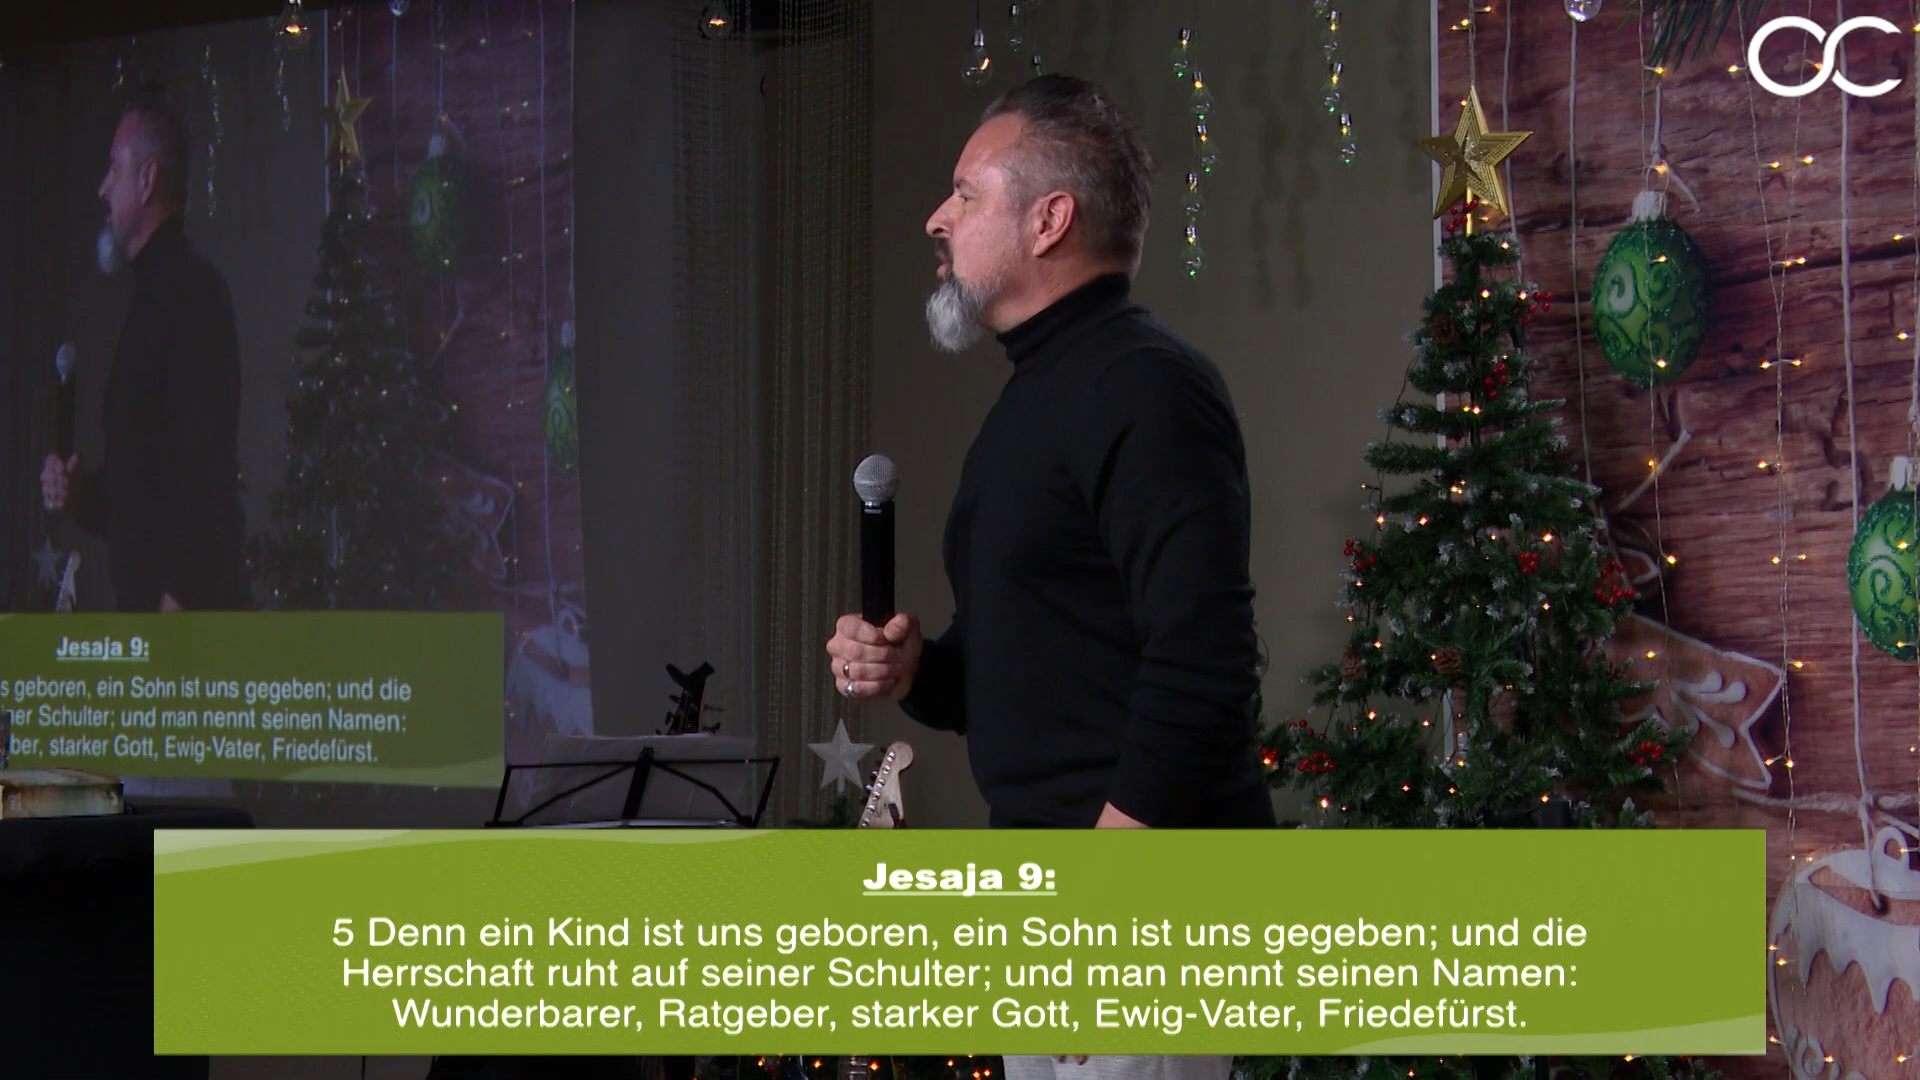 OC
Jesaja 9:
s geboren, ein Sohn ist uns gegeben; und die
ner Schulter; und man nennt seinen Namen:
ber, starker Gott, Ewig-Vater, Friedefürst.
Jesaja 9:
5 Denn ein Kind ist uns geboren, ein Sohn ist uns gegeben; und die
Herrschaft ruht auf seiner Schulter; und man nennt seinen Namen:
Wunderbarer, Ratgeber, starker Gott, Ewig-Vater, Friedefürst.